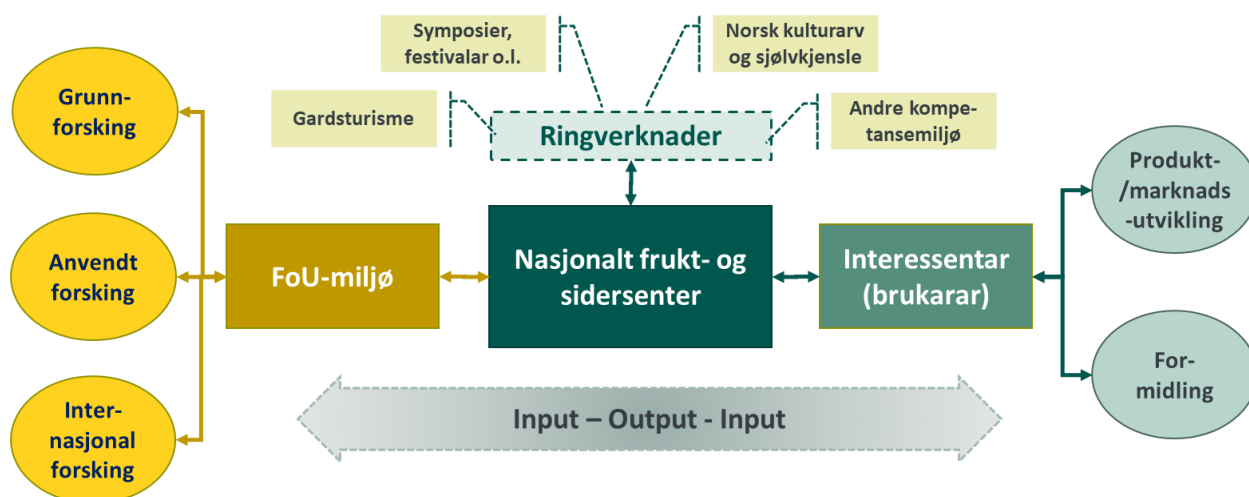 Symposier,
festivalar o.l.
Norsk kulturarv
og sjølvkjensle
Gardsturisme
Andre kompe-
tansemiljø
Ringverknader
Grunn-
forsking
Anvendt
forsking
Inter-
nasjonal
forsking
FoU-miljø
Nasjonalt frukt- og
sidersenter
Interessentar
(brukarar)
Produkt-
/marknads
-utvikling
For-
midling
Input – Output - Input